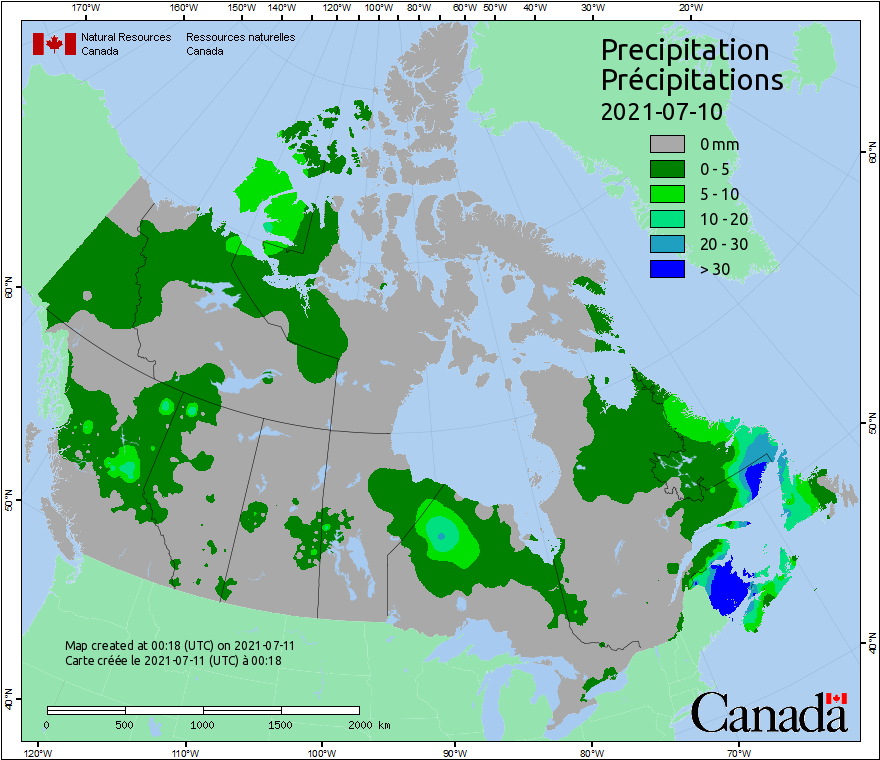 170°W 160°W 150°W 140°W 120°W 100°W 80°W 60°W 50°W 40°W 30°W 20°W
Natural Resources Ressources naturelles
Canada Canada
Precipitation
Précipitations
2021-07-10
0 mm
0 - 5
5 - 10
10 - 20
20 - 30
> 30
60°N 60°N
50°N 50°N
40°N 40°N
Map created at 00:18 (UTC) on 2021-07-11
Carte créée le 2021-07-11 (UTC) à 00:18
0 500 1000 1500 2000 km
Canada
120°W 110°W 100°W 90°W 80°W 70°W